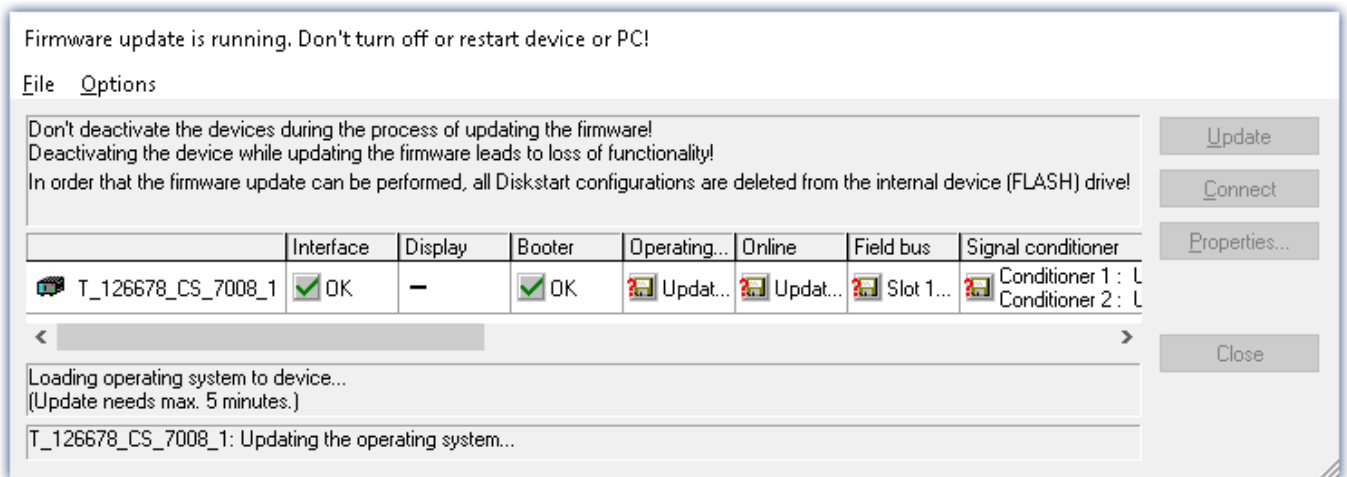 Firmware update is running. Don't turn off or restart device or PC!
File Options
Don't deactivate the devices during the process of updating the firmware!
Deactivating the device while updating the firmware leads to loss of functionality!
In order that the firmware update can be performed, all Diskstart configurations are deleted from the internal device (FLASH) drive!
Update
Connect
Properties...
Close
Interface Display Booter Operating... Online Field bus Signal conditioner
T_126678_CS_7008_1 OK – OK Updat... Updat... Slot 1... Conditioner 1 : U
Conditioner 2 : U
Loading operating system to device...
(Update needs max. 5 minutes.)
T_126678_CS_7008_1: Updating the operating system...